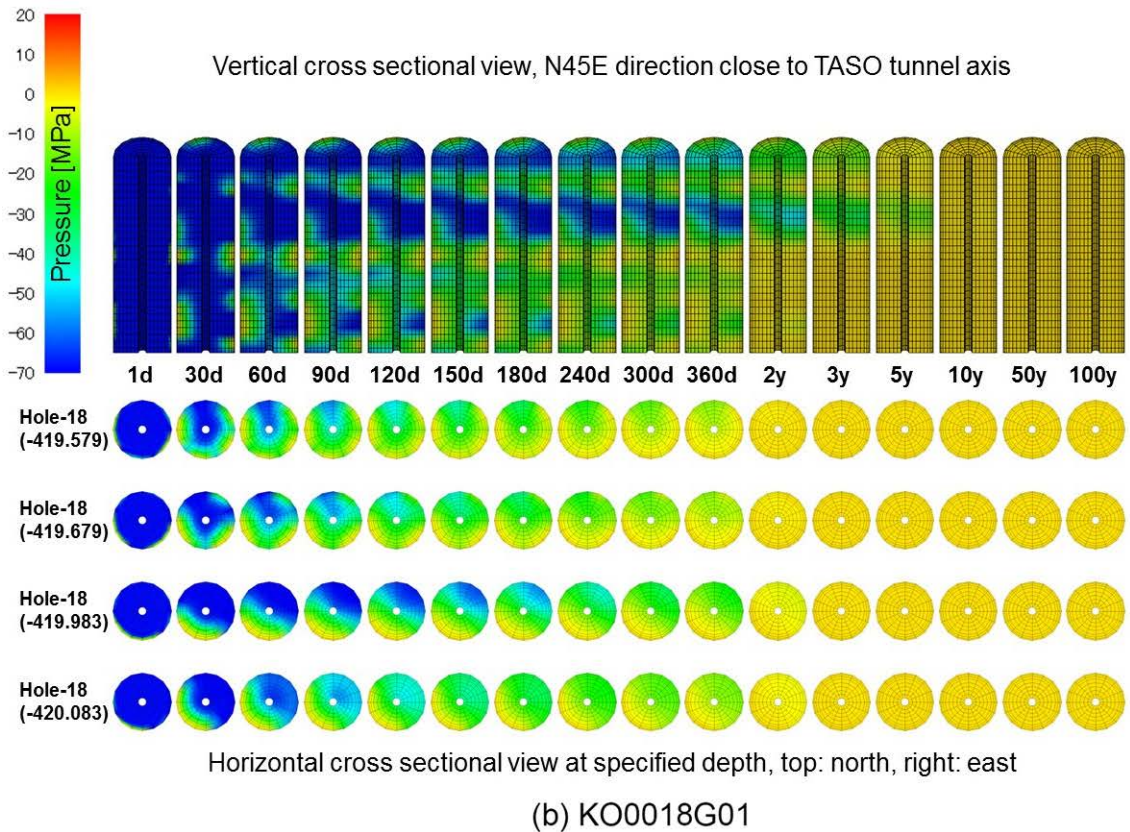 20
10
0
−10
−20
−30
−40
−50
−60
−70
Pressure [MPa]
Vertical cross sectional view, N45E direction close to TASO tunnel axis
1d 30d 60d 90d 120d 150d 180d 240d 300d 360d 2y 3y 5y 10y 50y 100y
Hole-18
(-419.579)
Hole-18
(-419.679)
Hole-18
(-419.983)
Hole-18
(-420.083)
Horizontal cross sectional view at specified depth, top: north, right: east
(b) KO0018G01